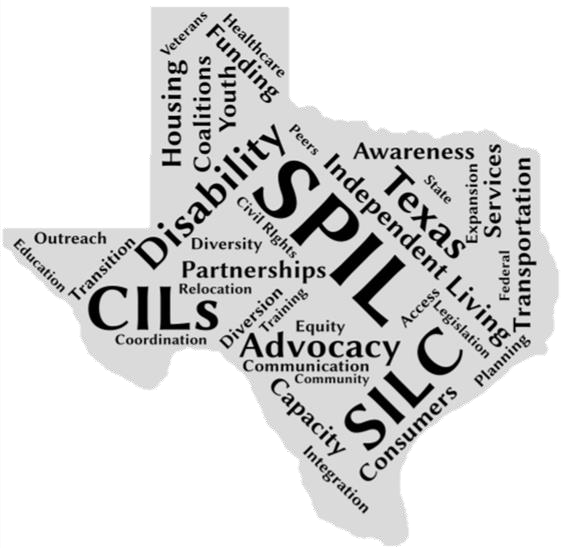 Veterans
Healthcare
Funding
Housing
Coalitions
Youth
Disability
Peers
SPIL
Awareness
Independent Living
Texas
State
Expansion
Services
Transportation
Federal
Outreach
Education
Transition
Diversity
Civil Rights
Partnerships
Relocation
CILs
Coordination
Diversion
Training
Equity
Advocacy
Communication
Community
Access
Legislation
Planning
SILC
Consumers
Capacity
Integration